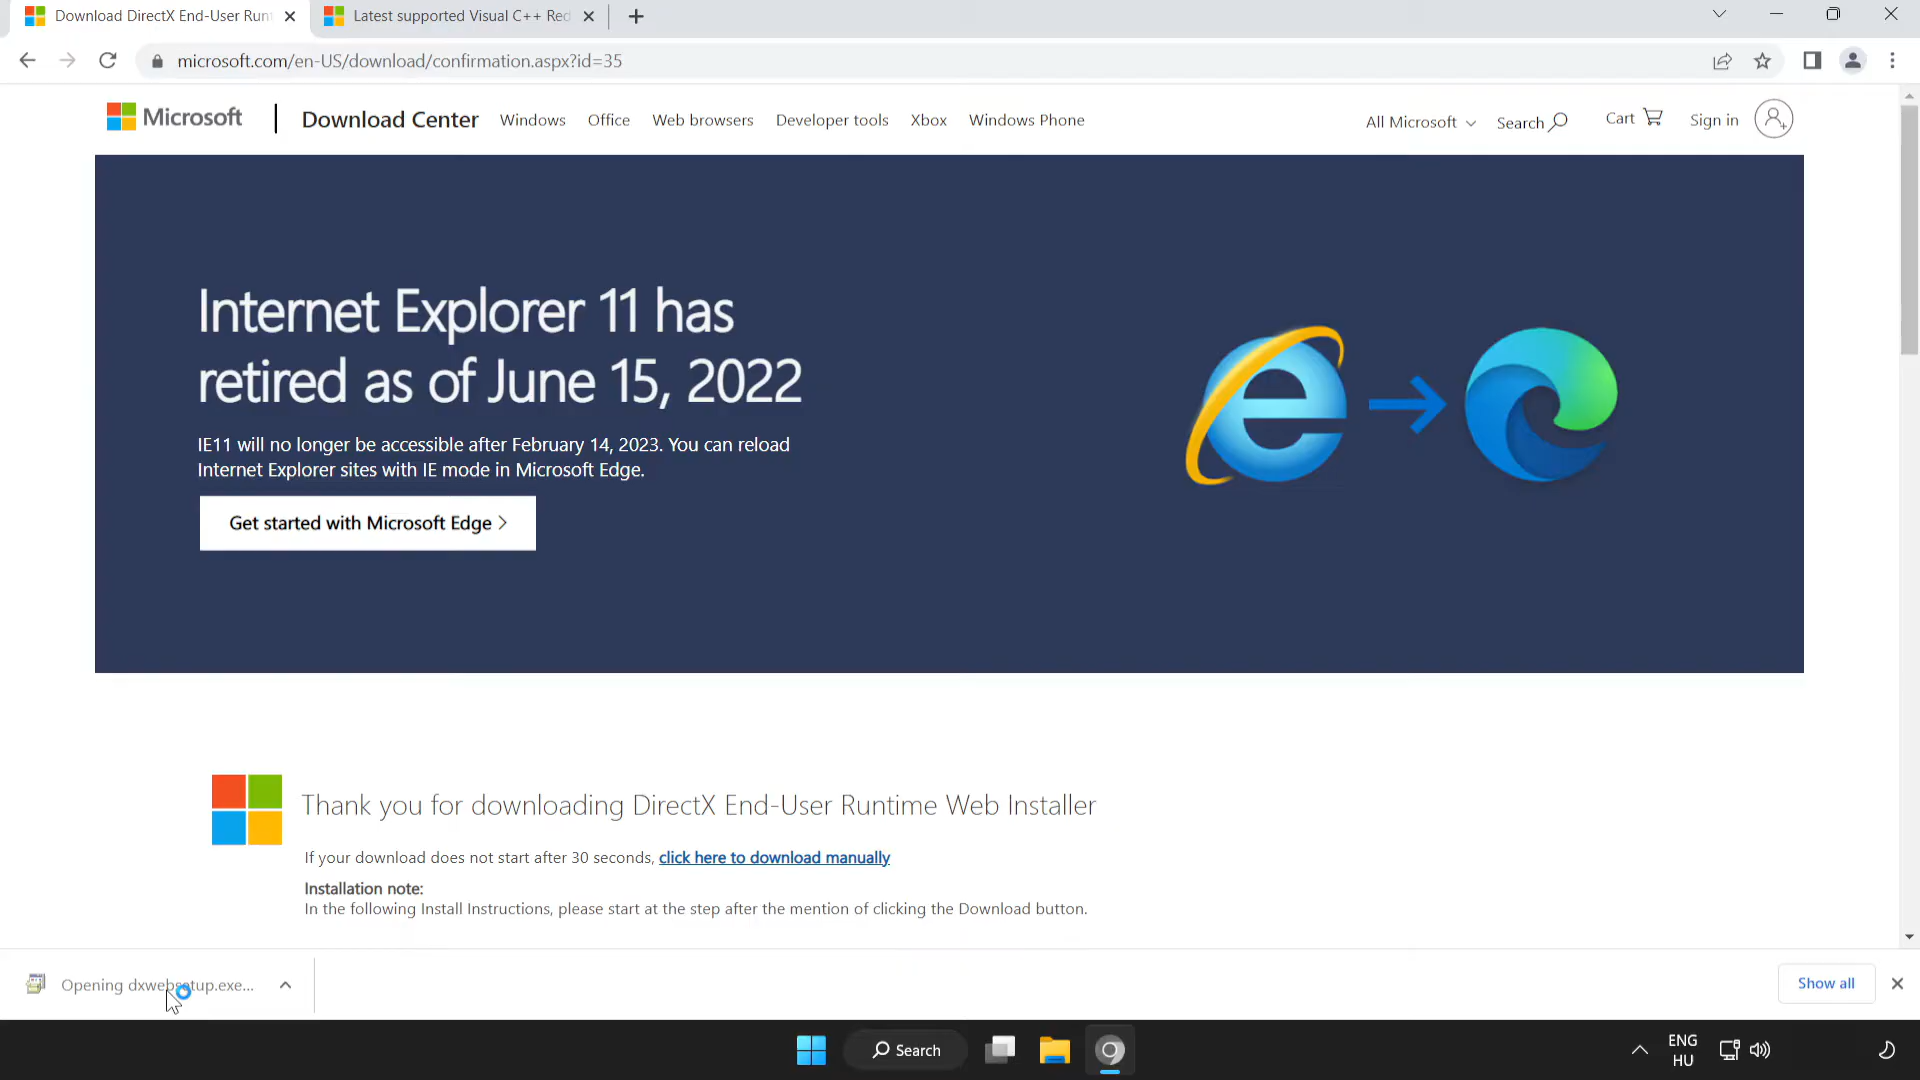 Download DirectX End-User Run
Latest supported Visual C++ Red
microsoft.com/en-US/download/confirmation.aspx?id=35
Microsoft
Download Center
Windows
Office
Web browsers
Developer tools
Xbox
Windows Phone
All Microsoft
Search
Cart
Sign in
Internet Explorer 11 has
retired as of June 15, 2022
IE11 will no longer be accessible after February 14, 2023. You can reload
Internet Explorer sites with IE mode in Microsoft Edge.
Get started with Microsoft Edge
Thank you for downloading DirectX End-User Runtime Web Installer
If your download does not start after 30 seconds, click here to download manually
Installation note:
In the following Install Instructions, please start at the step after the mention of clicking the Download button.
Opening dxwebsetup.exe...
Show all
Search
ENG
HU